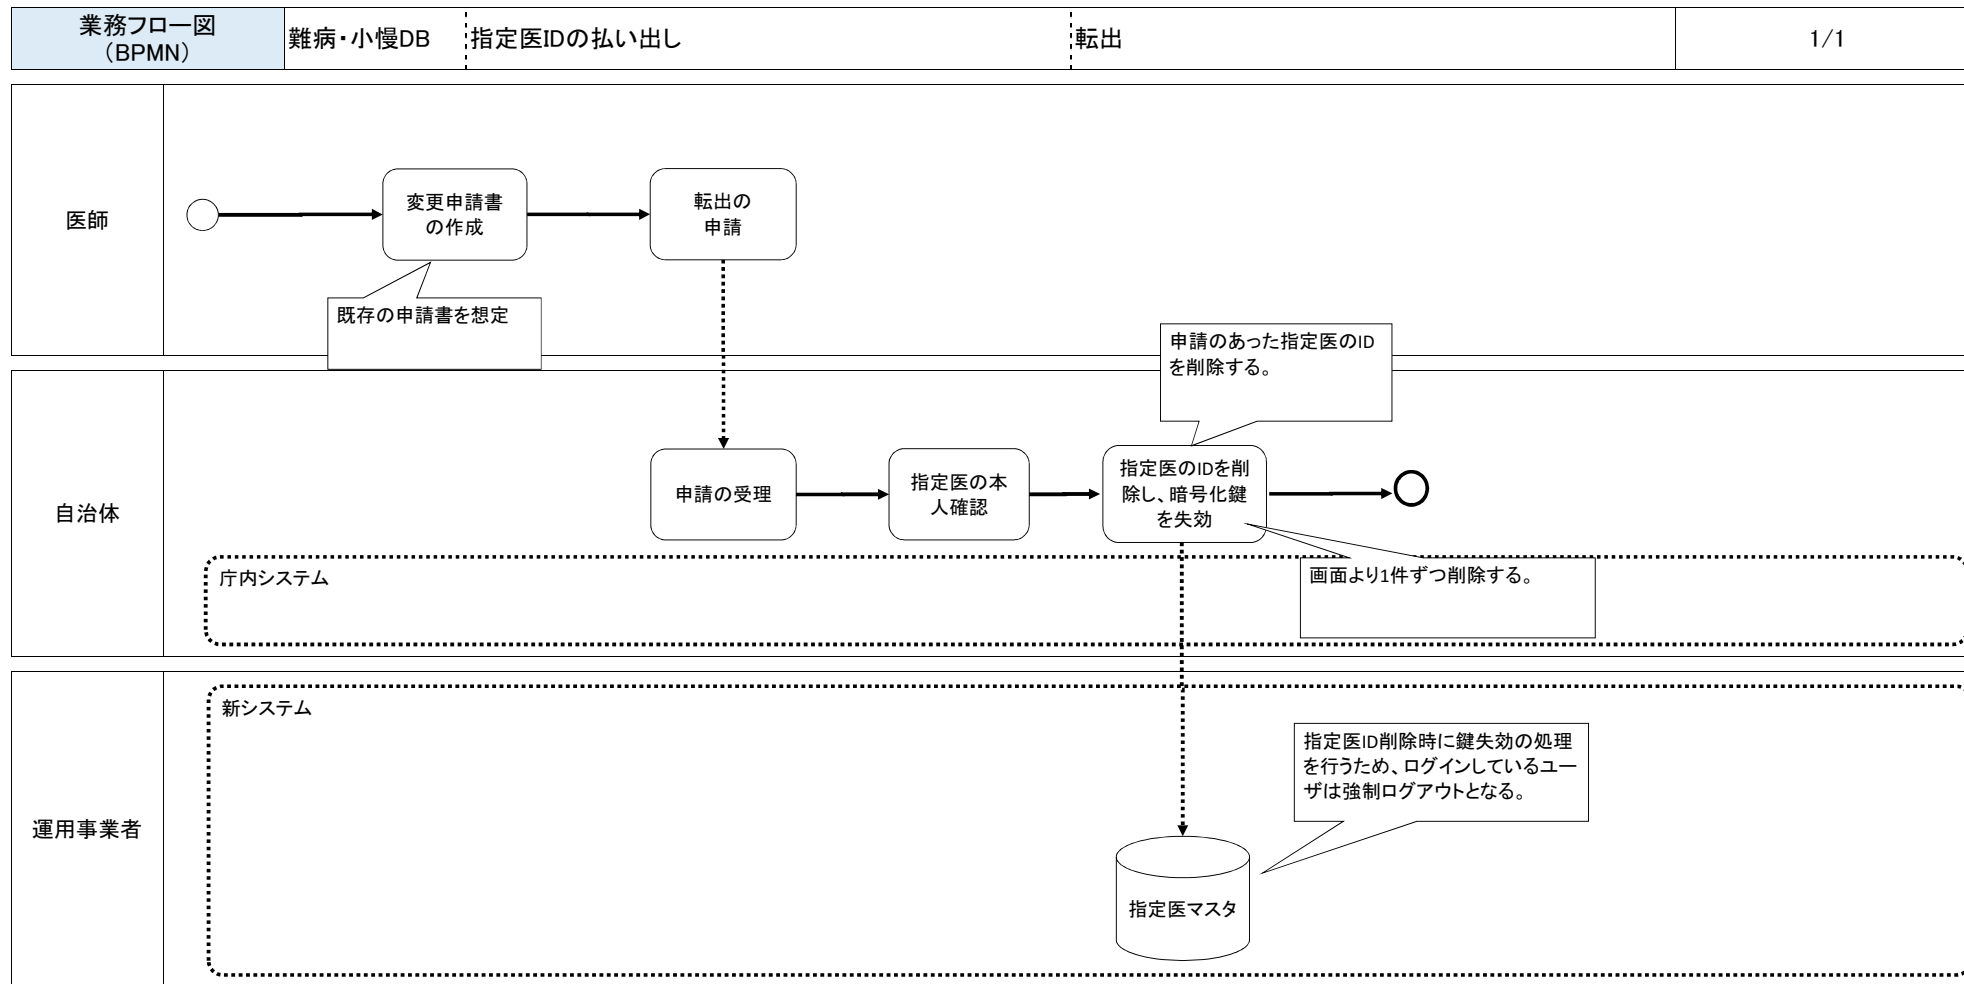 業務フロー図
（BPMN）
難病・小慢DB
指定医IDの払い出し
転出
1/1
医師
変更申請書
の作成
転出の
申請
既存の申請書を想定
申請のあった指定医のID
を削除する。
自治体
申請の受理
指定医の本
人確認
指定医のIDを削
除し、暗号化鍵
を失効
庁内システム
画面より1件ずつ削除する。
運用事業者
新システム
指定医ID削除時に鍵失効の処理
を行うため、ログインしているユー
ザは強制ログアウトとなる。
指定医マスタ